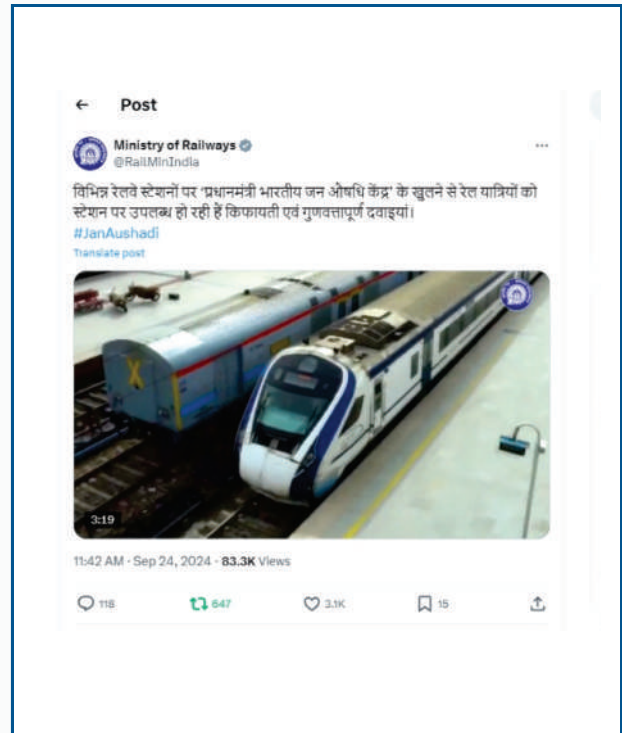 Post
Ministry of Railways
@RailMinIndia
विभिन्न रेलवे स्टेशनों पर 'प्रधानमंत्री भारतीय जन औषधि केंद्र' के खुलने से रेल यात्रियों को
स्टेशन पर उपलब्ध हो रही हैं किफायती एवं गुणवत्तापूर्ण दवाइयां।
#JanAushadi
Translate post
3:19
11:42 AM · Sep 24, 2024 · 83.3K Views
118 647 3.1K 15